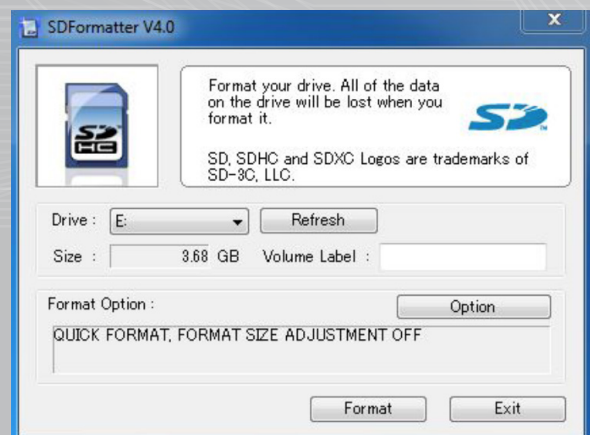 SDFormatter V4.0
X
SD
HC
Format your drive. All of the data
on the drive will be lost when you
format it.
SD
SD, SDHC and SDXC Logos are trademarks of
SD-3C, LLC.
Drive : E: Refresh
Size : 3.68 GB Volume Label :
Format Option :
Option
QUICK FORMAT, FORMAT SIZE ADJUSTMENT OFF
Format Exit